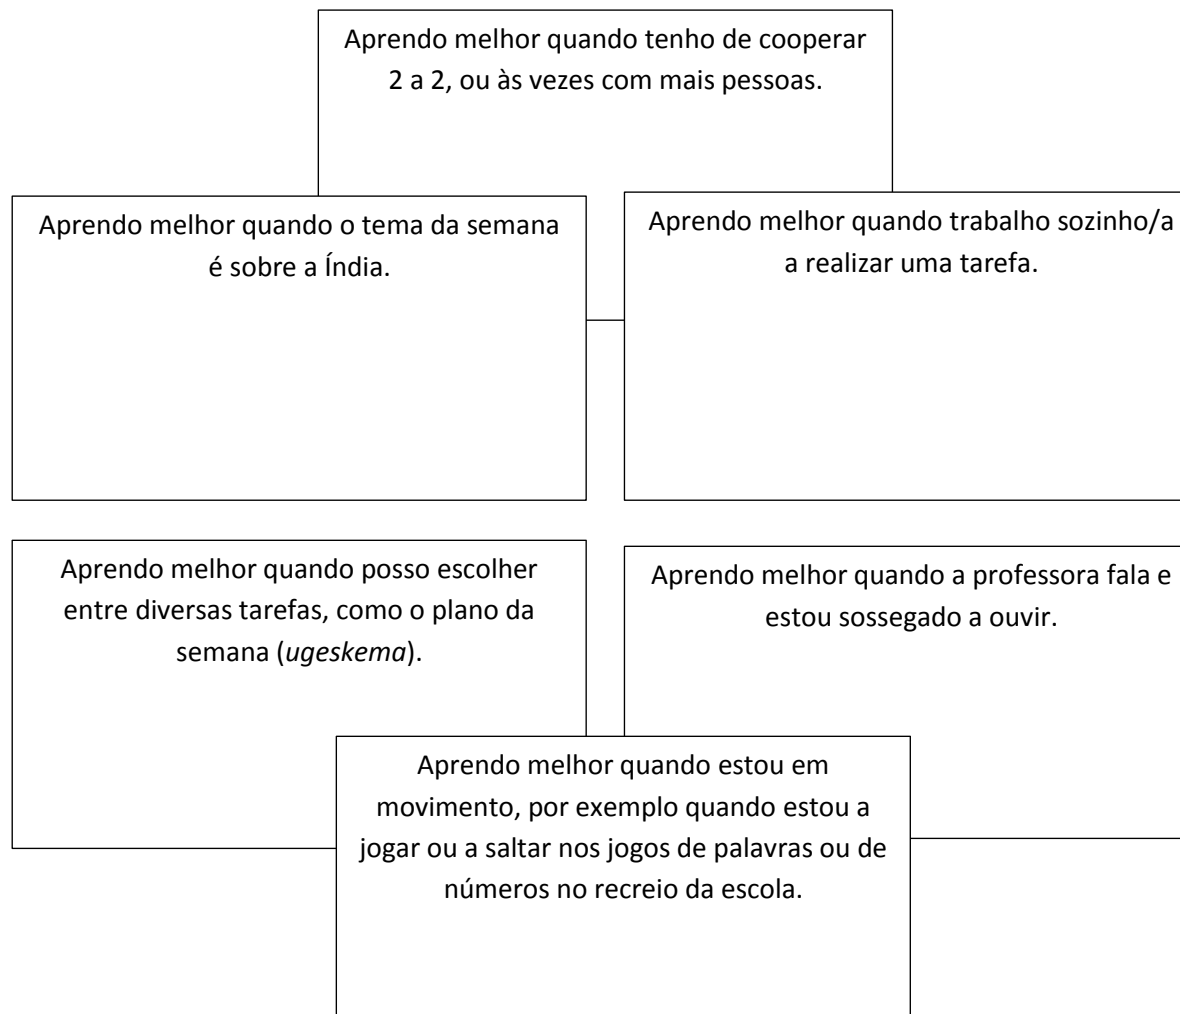 Aprendo melhor quando tenho de cooperar
2 a 2, ou às vezes com mais pessoas.
Aprendo melhor quando o tema da semana
é sobre a Índia.
Aprendo melhor quando trabalho sozinho/a
a realizar uma tarefa.
Aprendo melhor quando posso escolher
entre diversas tarefas, como o plano da
semana (ugeskema).
Aprendo melhor quando a professora fala e
estou sossegado a ouvir.
Aprendo melhor quando estou em
movimento, por exemplo quando estou a
jogar ou a saltar nos jogos de palavras ou de
números no recreio da escola.